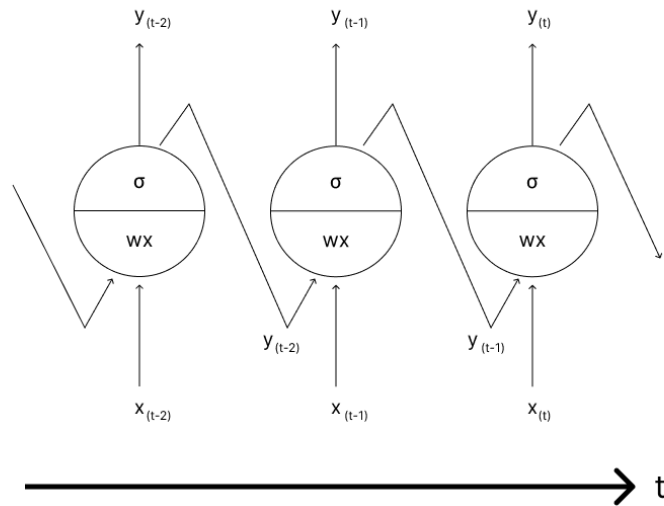 y (t-2) y (t-1) y (t)
σ σ σ
wx wx wx
y (t-2) y (t-1)
x (t-2) x (t-1) x (t)
t